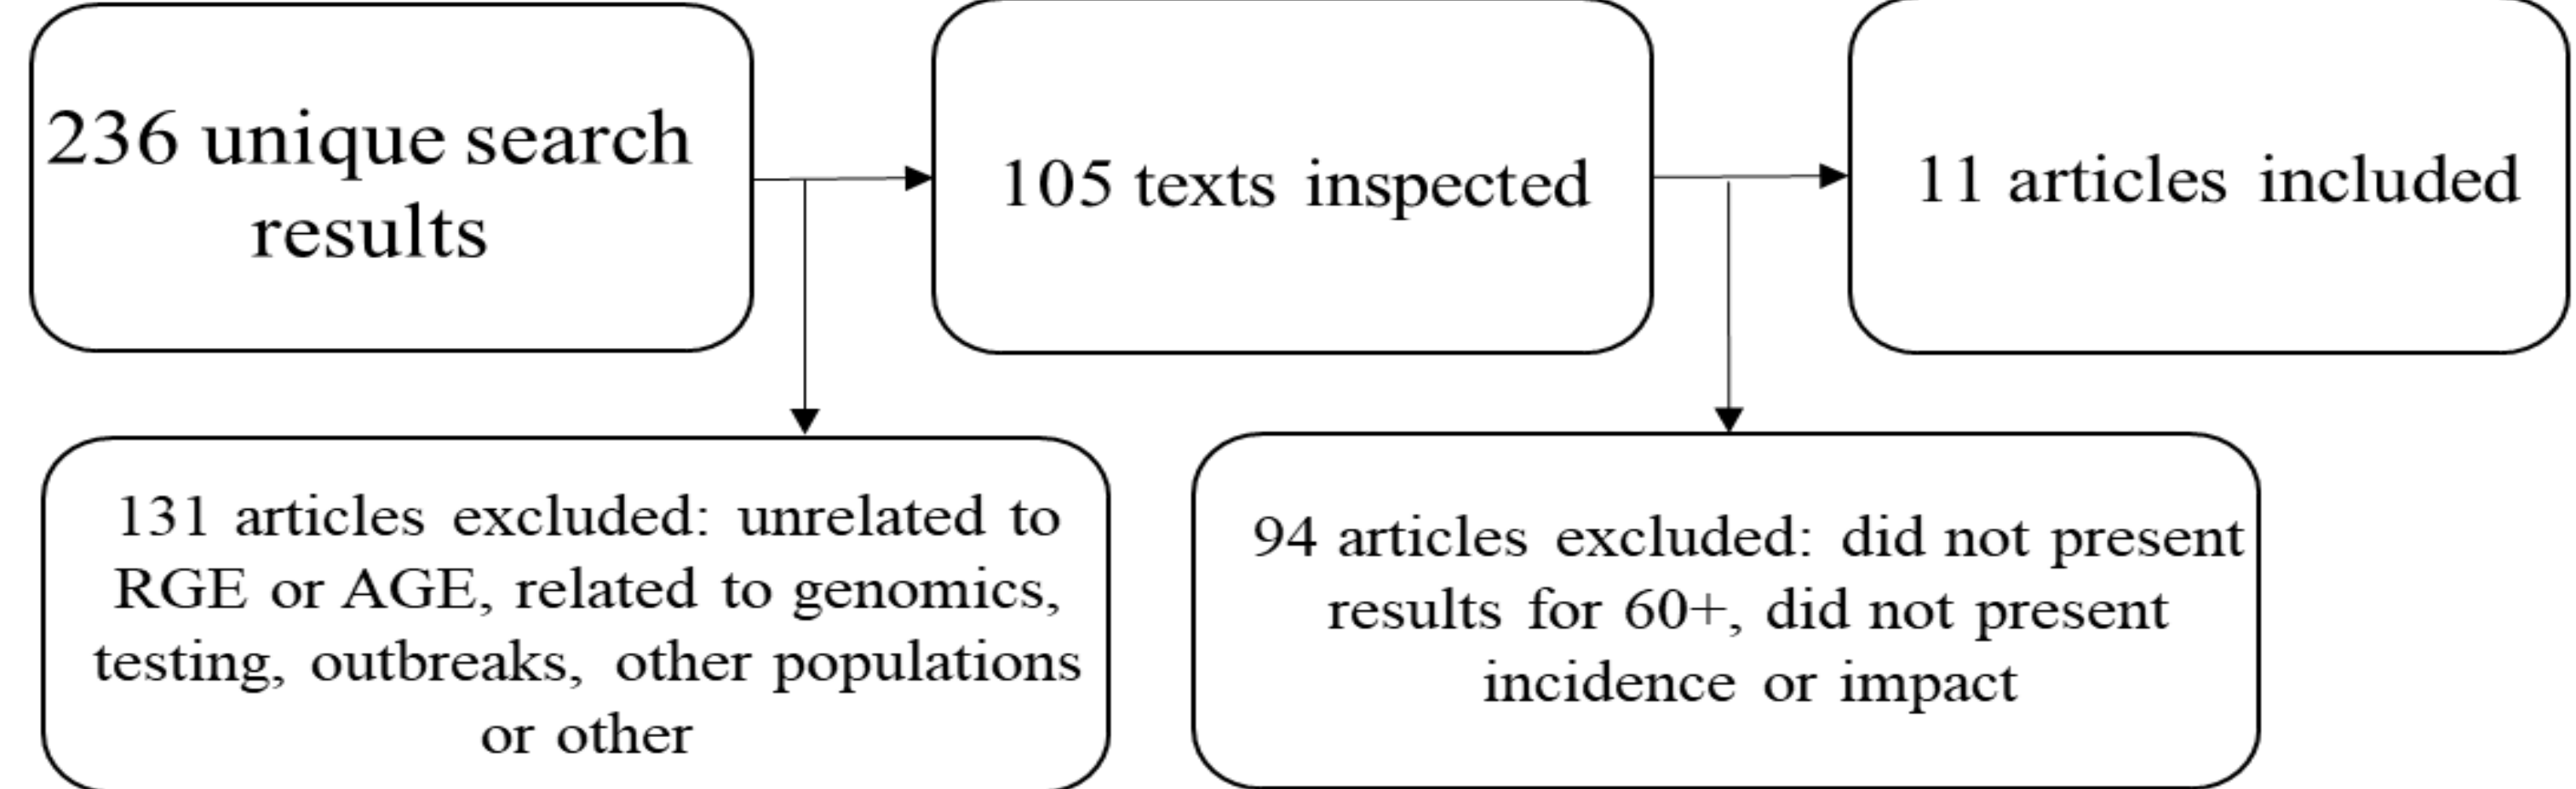 236 unique search
results
105 texts inspected
11 articles included
131 articles excluded: unrelated to
RGE or AGE, related to genomics,
testing, outbreaks, other populations
or other
94 articles excluded: did not present
results for 60+, did not present
incidence or impact